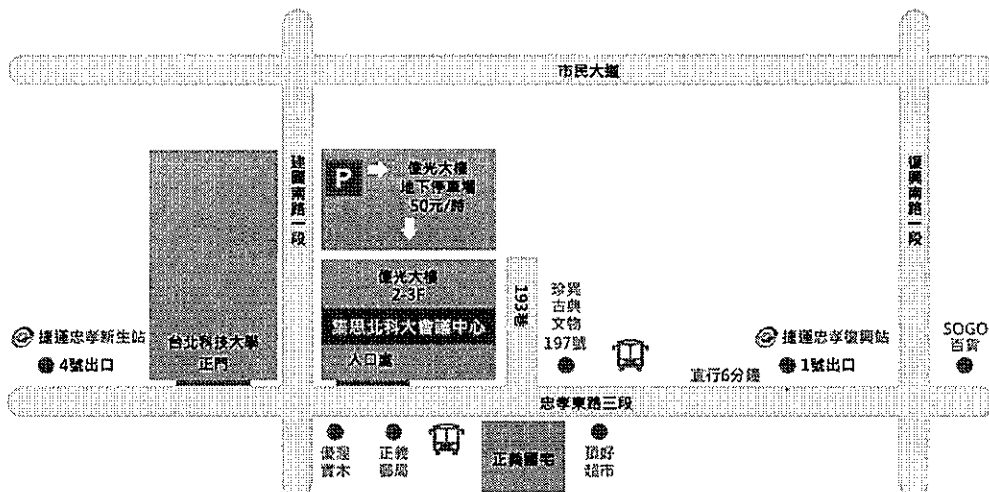 市民大道
建國南路一段
復興南路一段
P
億光大樓
地下停車場
50元/時
億光大樓
2-3F
集思北科大會議中心
入口處
台北科技大學
正門
捷運忠孝新生站
4號出口
193巷
珍巽
古典
文物
197號
捷運忠孝復興站
1號出口
直行6分鐘
SOGO
百貨
忠孝東路三段
優渥
實木
正義
郵局
正義國宅
頂好
超市